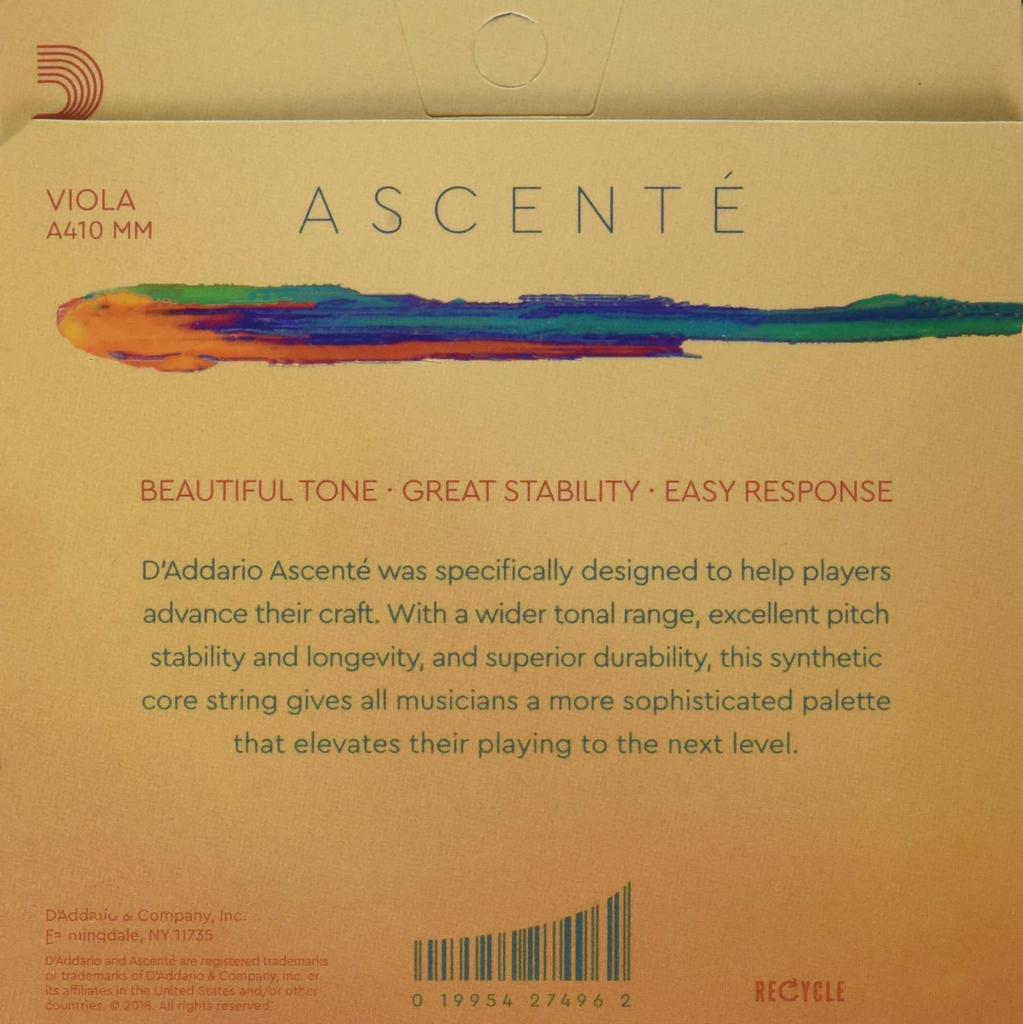 VIOLA
A410 MM
ASCENTÉ
BEAUTIFUL TONE · GREAT STABILITY · EASY RESPONSE
D'Addario Ascenté was specifically designed to help players
advance their craft. With a wider tonal range, excellent pitch
stability and longevity, and superior durability, this synthetic
core string gives all musicians a more sophisticated palette
that elevates their playing to the next level.
D'Addario & Company, Inc.
NY 11735
D'Addario and Ascenté are registered trademarks
or trademarks of D'Addario & Company, Inc. or
its affiliates in the United States and/or other
countries. © 2018. All rights reserved.
0 19954 27496 2
RECYCLE